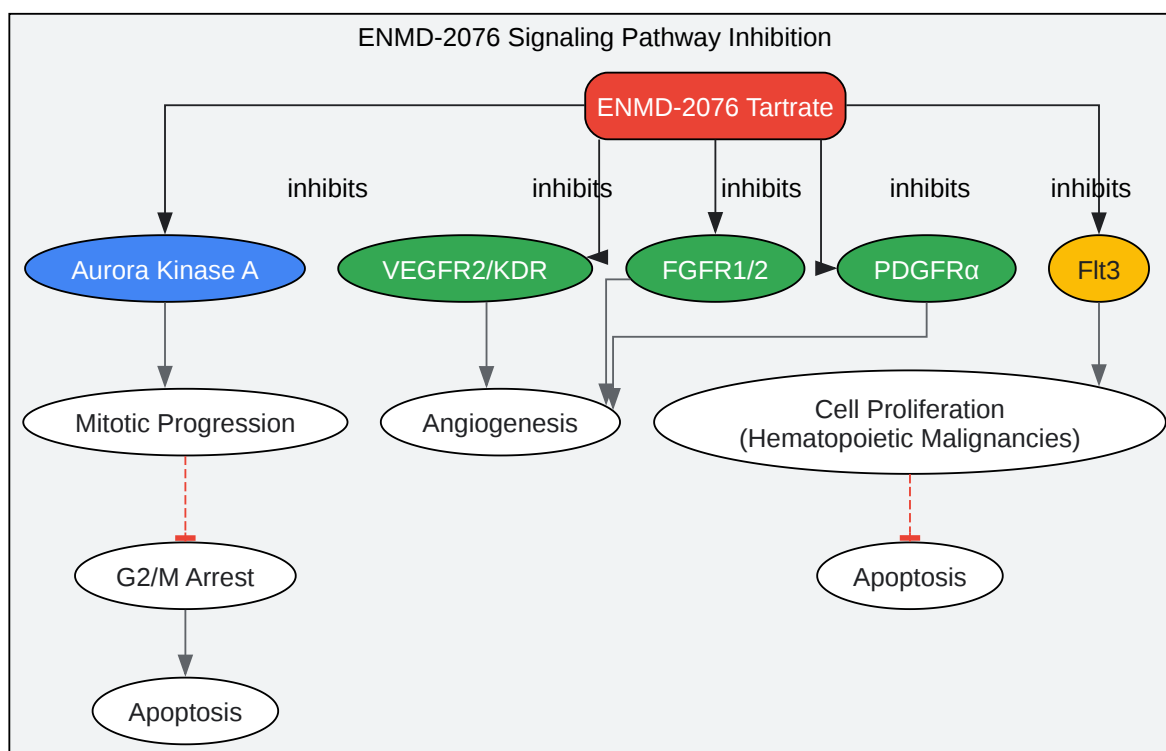 ENMD-2076 Signaling Pathway Inhibition
ENMD-2076 Tartrate
inhibits
inhibits
inhibits
inhibits
inhibits
Aurora Kinase A
VEGFR2/KDR
FGFR1/2
PDGFRα
Flt3
Mitotic Progression
Angiogenesis
Cell Proliferation
(Hematopoietic Malignancies)
G2/M Arrest
Apoptosis
Apoptosis